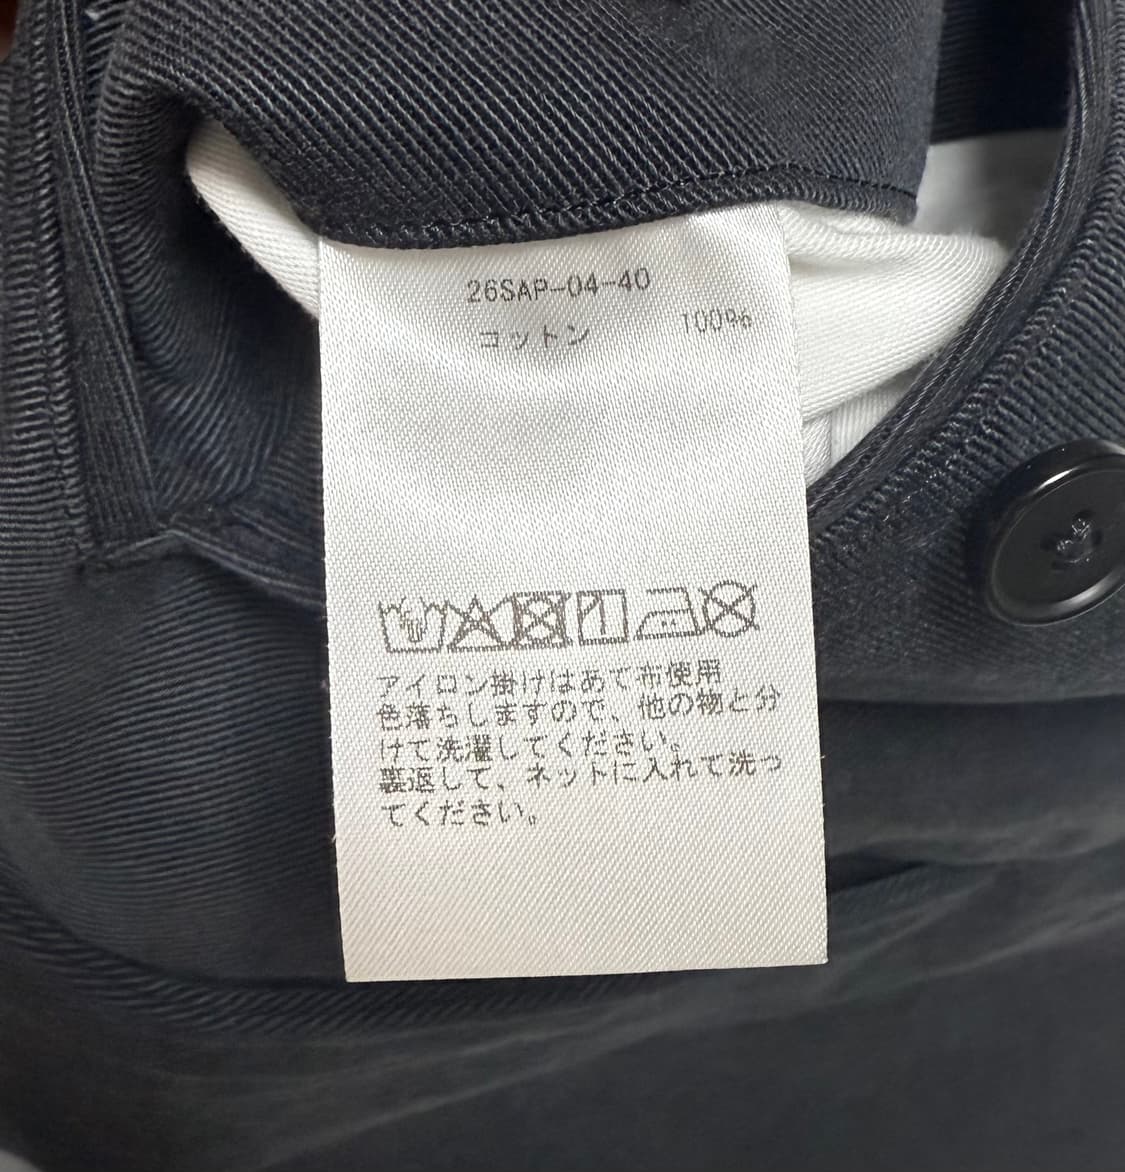 26SAP-04-40
コットン 100%
アイロン掛けはあて布使用
色落ちしますので、他の物と分
けて洗濯してください。
裏返して、ネットに入れて洗っ
てください。